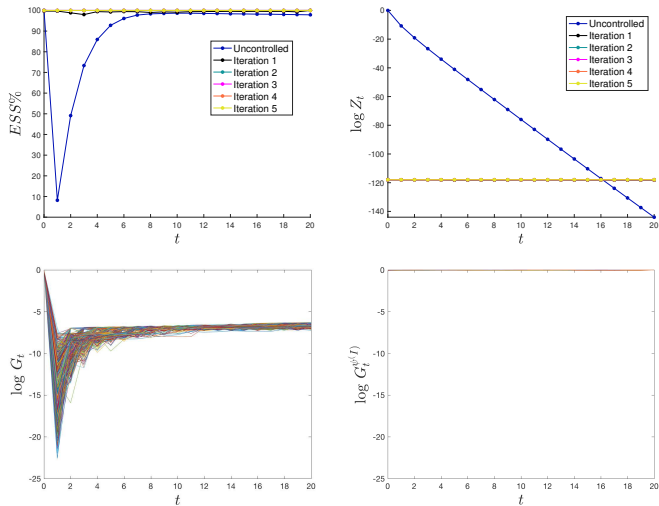 100
90
80
70
60
50
40
30
20
10
0
ESS%
Uncontrolled
Iteration 1
Iteration 2
Iteration 3
Iteration 4
Iteration 5
0 2 4 6 8 10 12 14 16 18 20
t
0
-20
-40
-60
-80
-100
-120
-140
log Z_t
Uncontrolled
Iteration 1
Iteration 2
Iteration 3
Iteration 4
Iteration 5
0 2 4 6 8 10 12 14 16 18 20
t
0
-5
-10
-15
-20
-25
log G_t
0 2 4 6 8 10 12 14 16 18 20
t
0
-5
-10
-15
-20
-25
log G_t^{ψ^{(I)}}
0 2 4 6 8 10 12 14 16 18 20
t